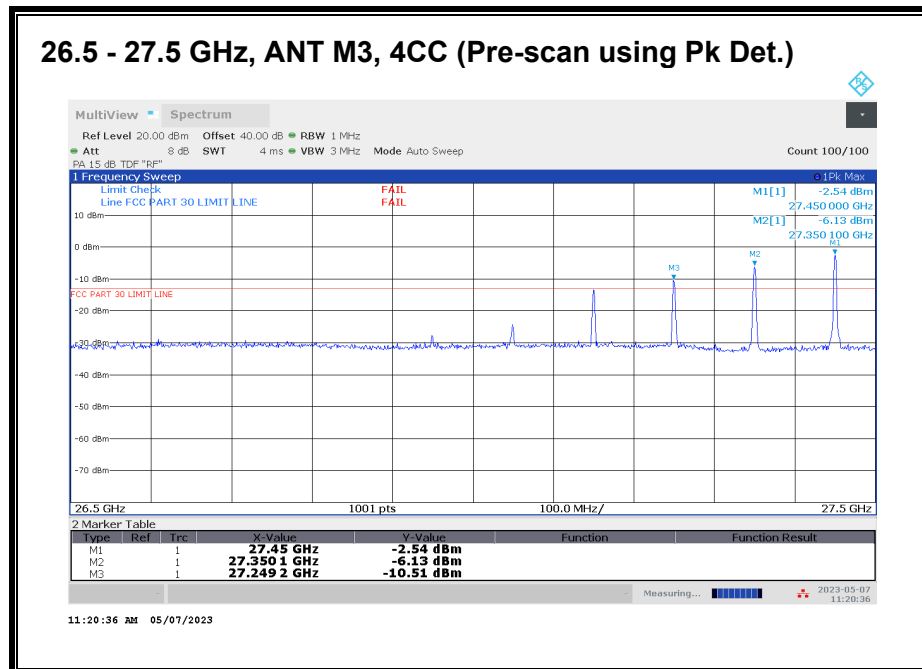 26.5 - 27.5 GHz, ANT M3, 4CC (Pre-scan using Pk Det.)
R&S
MultiView Spectrum
Ref Level 20.00 dBm Offset 40.00 dB RBW 1 MHz
Att 8 dB SWT 4 ms VBW 3 MHz Mode Auto Sweep Count 100/100
PA 15 dB TDF "RF"
1 Frequency Sweep 1Pk Max
Limit Check FAIL M1[1] -2.54 dBm
Line FCC PART 30 LIMIT LINE FAIL 27.450 000 GHz
10 dBm M2[1] -6.13 dBm
27.350 100 GHz
0 dBm M1
M2
M3
-10 dBm
FCC PART 30 LIMIT LINE
-20 dBm
-30 dBm
-40 dBm
-50 dBm
-60 dBm
-70 dBm
26.5 GHz 1001 pts 100.0 MHz/ 27.5 GHz
2 Marker Table
Type Ref Trc X-Value Y-Value Function Function Result
M1 1 27.45 GHz -2.54 dBm
M2 1 27.350 1 GHz -6.13 dBm
M3 1 27.249 2 GHz -10.51 dBm
Measuring... 2023-05-07
11:20:36
11:20:36 AM 05/07/2023